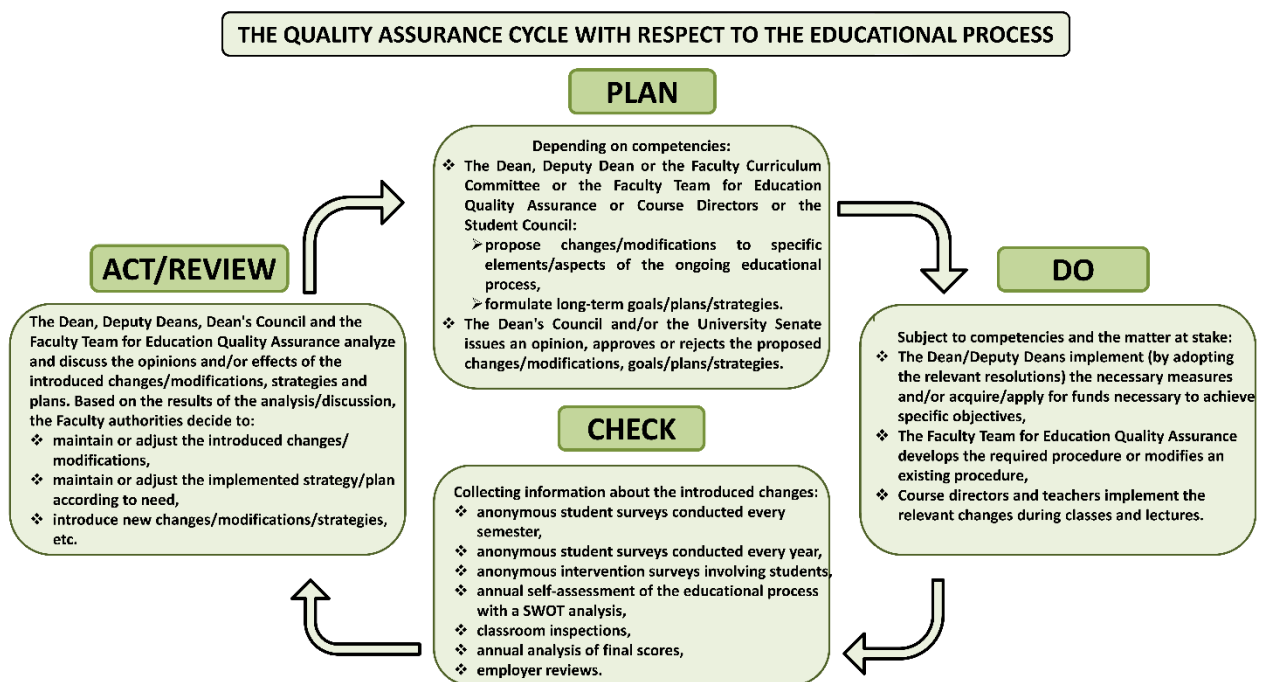 THE QUALITY ASSURANCE CYCLE WITH RESPECT TO THE EDUCATIONAL PROCESS
PLAN
Depending on competencies:
❖ The Dean, Deputy Dean or the Faculty Curriculum
Committee or the Faculty Team for Education
Quality Assurance or Course Directors or the
Student Council:
➢propose changes/modifications to specific
elements/aspects of the ongoing educational
process,
➢formulate long-term goals/plans/strategies.
❖ The Dean's Council and/or the University Senate
issues an opinion, approves or rejects the proposed
changes/modifications, goals/plans/strategies.
DO
Subject to competencies and the matter at stake:
❖ The Dean/Deputy Deans implement (by adopting
the relevant resolutions) the necessary measures
and/or acquire/apply for funds necessary to achieve
specific objectives,
❖ The Faculty Team for Education Quality Assurance
develops the required procedure or modifies an
existing procedure,
❖ Course directors and teachers implement the
relevant changes during classes and lectures.
CHECK
Collecting information about the introduced changes:
❖ anonymous student surveys conducted every
semester,
❖ anonymous student surveys conducted every year,
❖ anonymous intervention surveys involving students,
❖ annual self-assessment of the educational process
with a SWOT analysis,
❖ classroom inspections,
❖ annual analysis of final scores,
❖ employer reviews.
ACT/REVIEW
The Dean, Deputy Deans, Dean's Council and the
Faculty Team for Education Quality Assurance analyze
and discuss the opinions and/or effects of the
introduced changes/modifications, strategies and
plans. Based on the results of the analysis/discussion,
the Faculty authorities decide to:
❖ maintain or adjust the introduced changes/
modifications,
❖ maintain or adjust the implemented strategy/plan
according to need,
❖ introduce new changes/modifications/strategies,
etc.